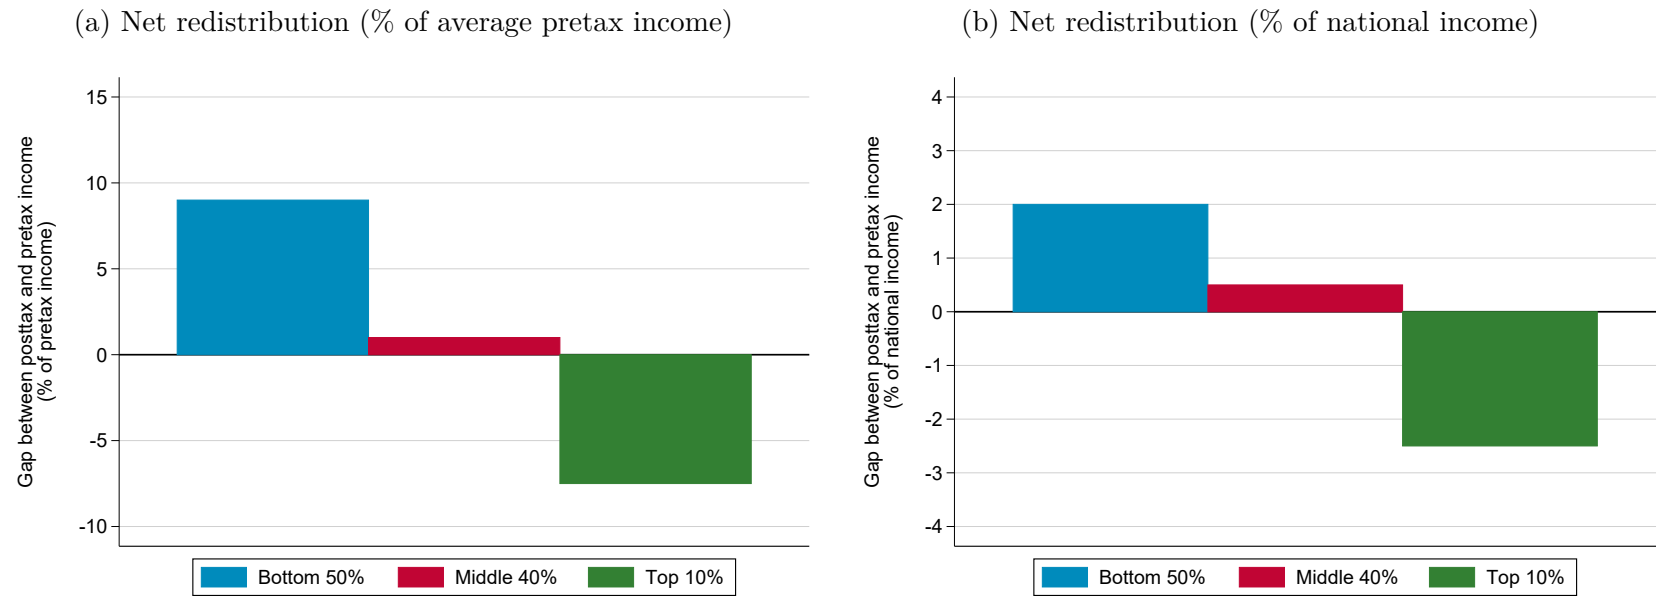 (a) Net redistribution (% of average pretax income)
Gap between posttax and pretax income
(% of pretax income)
15
10
5
0
-5
-10
Bottom 50%
Middle 40%
Top 10%
(b) Net redistribution (% of national income)
Gap between posttax and pretax income
(% of national income)
4
3
2
1
0
-1
-2
-3
-4
Bottom 50%
Middle 40%
Top 10%